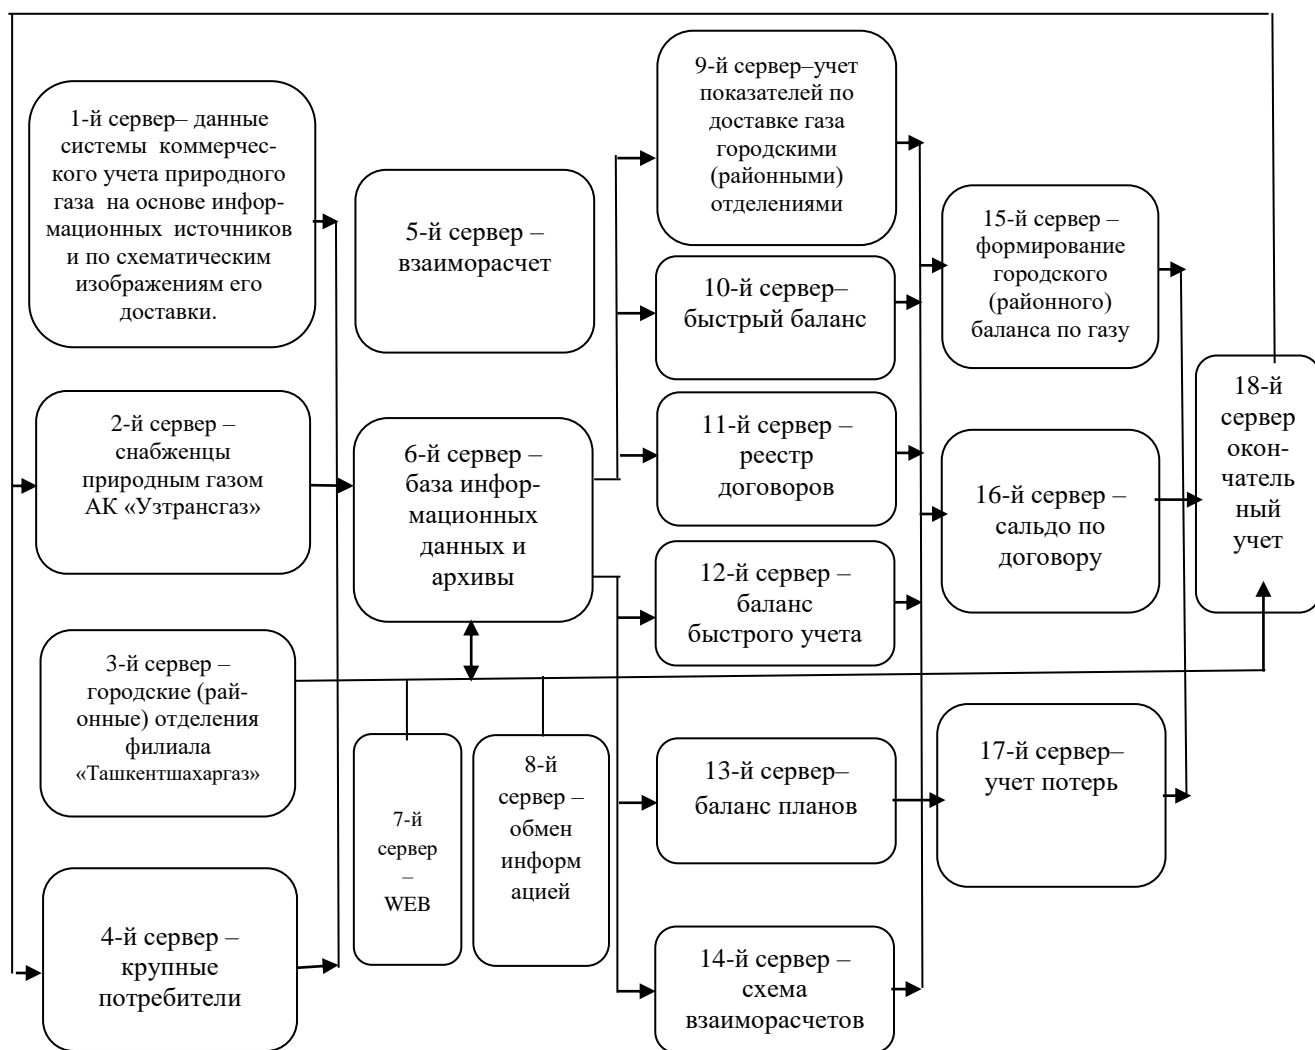 1-й сервер– данные
системы коммерчес-
кого учета природного
газа на основе инфор-
мационных источников
и по схематическим
изображениям его
доставки.
2-й сервер –
снабженцы
природным газом
АК «Узтрансгаз»
3-й сервер –
городские (рай-
онные) отделения
филиала
«Ташкентшахаргаз»
4-й сервер –
крупные
потребители
5-й сервер –
взаиморасчет
6-й сервер –
база инфор-
мационных
данных и
архивы
7-й
сервер
–
WEB
8-й
сервер –
обмен
информ
ацией
9-й сервер–учет
показателей по
доставке газа
городскими
(районными)
отделениями
10-й сервер–
быстрый баланс
11-й сервер –
реестр
договоров
12-й сервер –
баланс
быстрого учета
13-й сервер–
баланс планов
14-й сервер –
схема
взаиморасчетов
15-й сервер –
формирование
городского
(районного)
баланса по газу
16-й сервер –
сальдо по
договору
17-й сервер–
учет потерь
18-й
сервер
окон-
чатель
ный
учет